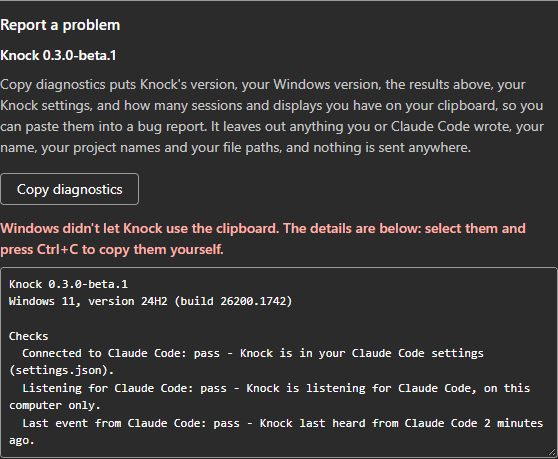 Report a problem
Knock 0.3.0-beta.1
Copy diagnostics puts Knock's version, your Windows version, the results above, your
Knock settings, and how many sessions and displays you have on your clipboard, so you
can paste them into a bug report. It leaves out anything you or Claude Code wrote, your
name, your project names and your file paths, and nothing is sent anywhere.
Copy diagnostics
Windows didn't let Knock use the clipboard. The details are below: select them and
press Ctrl+C to copy them yourself.
Knock 0.3.0-beta.1
Windows 11, version 24H2 (build 26200.1742)
Checks
Connected to Claude Code: pass - Knock is in your Claude Code settings
(settings.json).
Listening for Claude Code: pass - Knock is listening for Claude Code, on this
computer only.
Last event from Claude Code: pass - Knock last heard from Claude Code 2 minutes
ago.